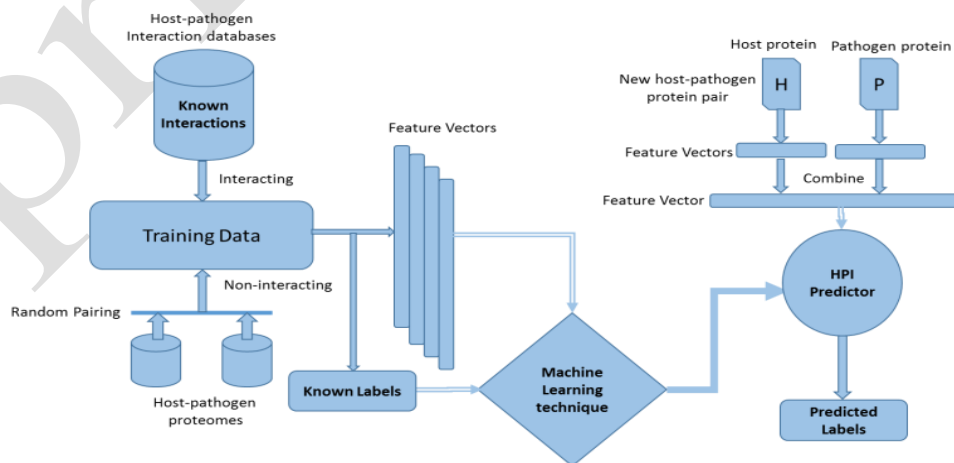 Host-pathogen
Interaction databases
Known
Interactions
Interacting
Training Data
Non-interacting
Random Pairing
Host-pathogen
proteomes
Feature Vectors
Known Labels
Machine
Learning
technique
Host protein
Pathogen protein
New host-pathogen
protein pair
H
P
Feature Vectors
Combine
Feature Vector
HPI
Predictor
Predicted
Labels